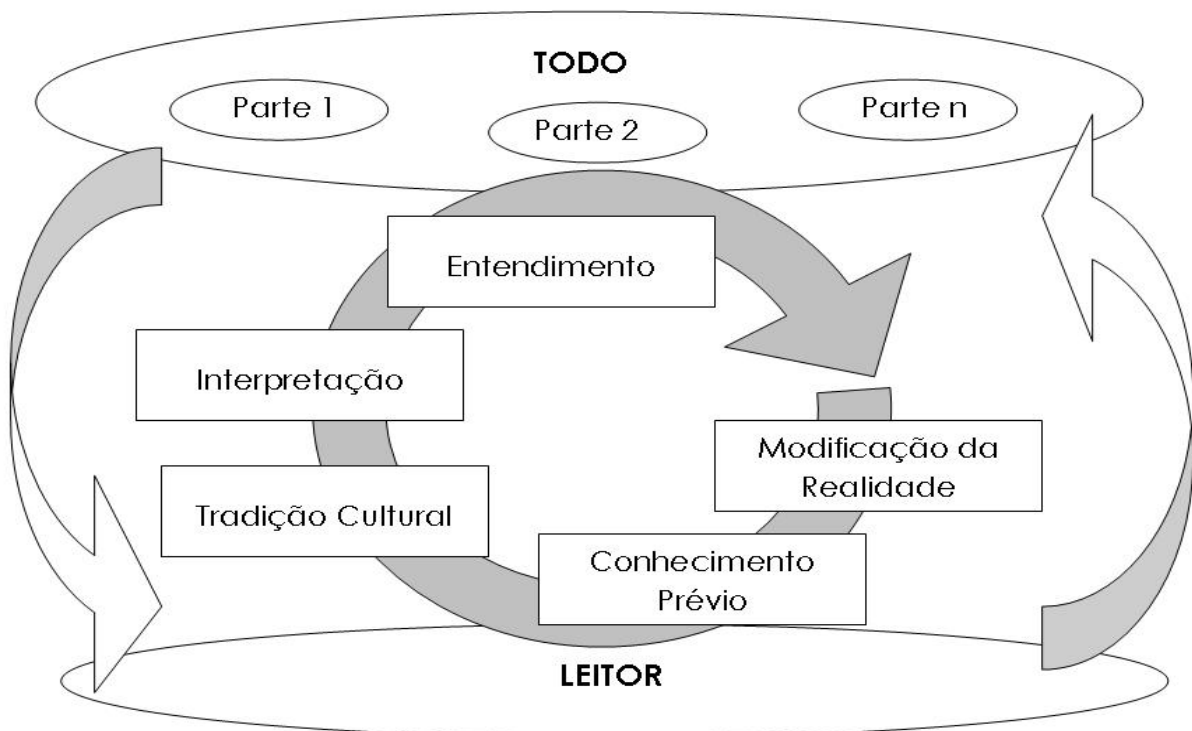 TODO
Parte 1
Parte 2
Parte n
Entendimento
Interpretação
Tradição Cultural
Modificação da
Realidade
Conhecimento
Prévio
LEITOR